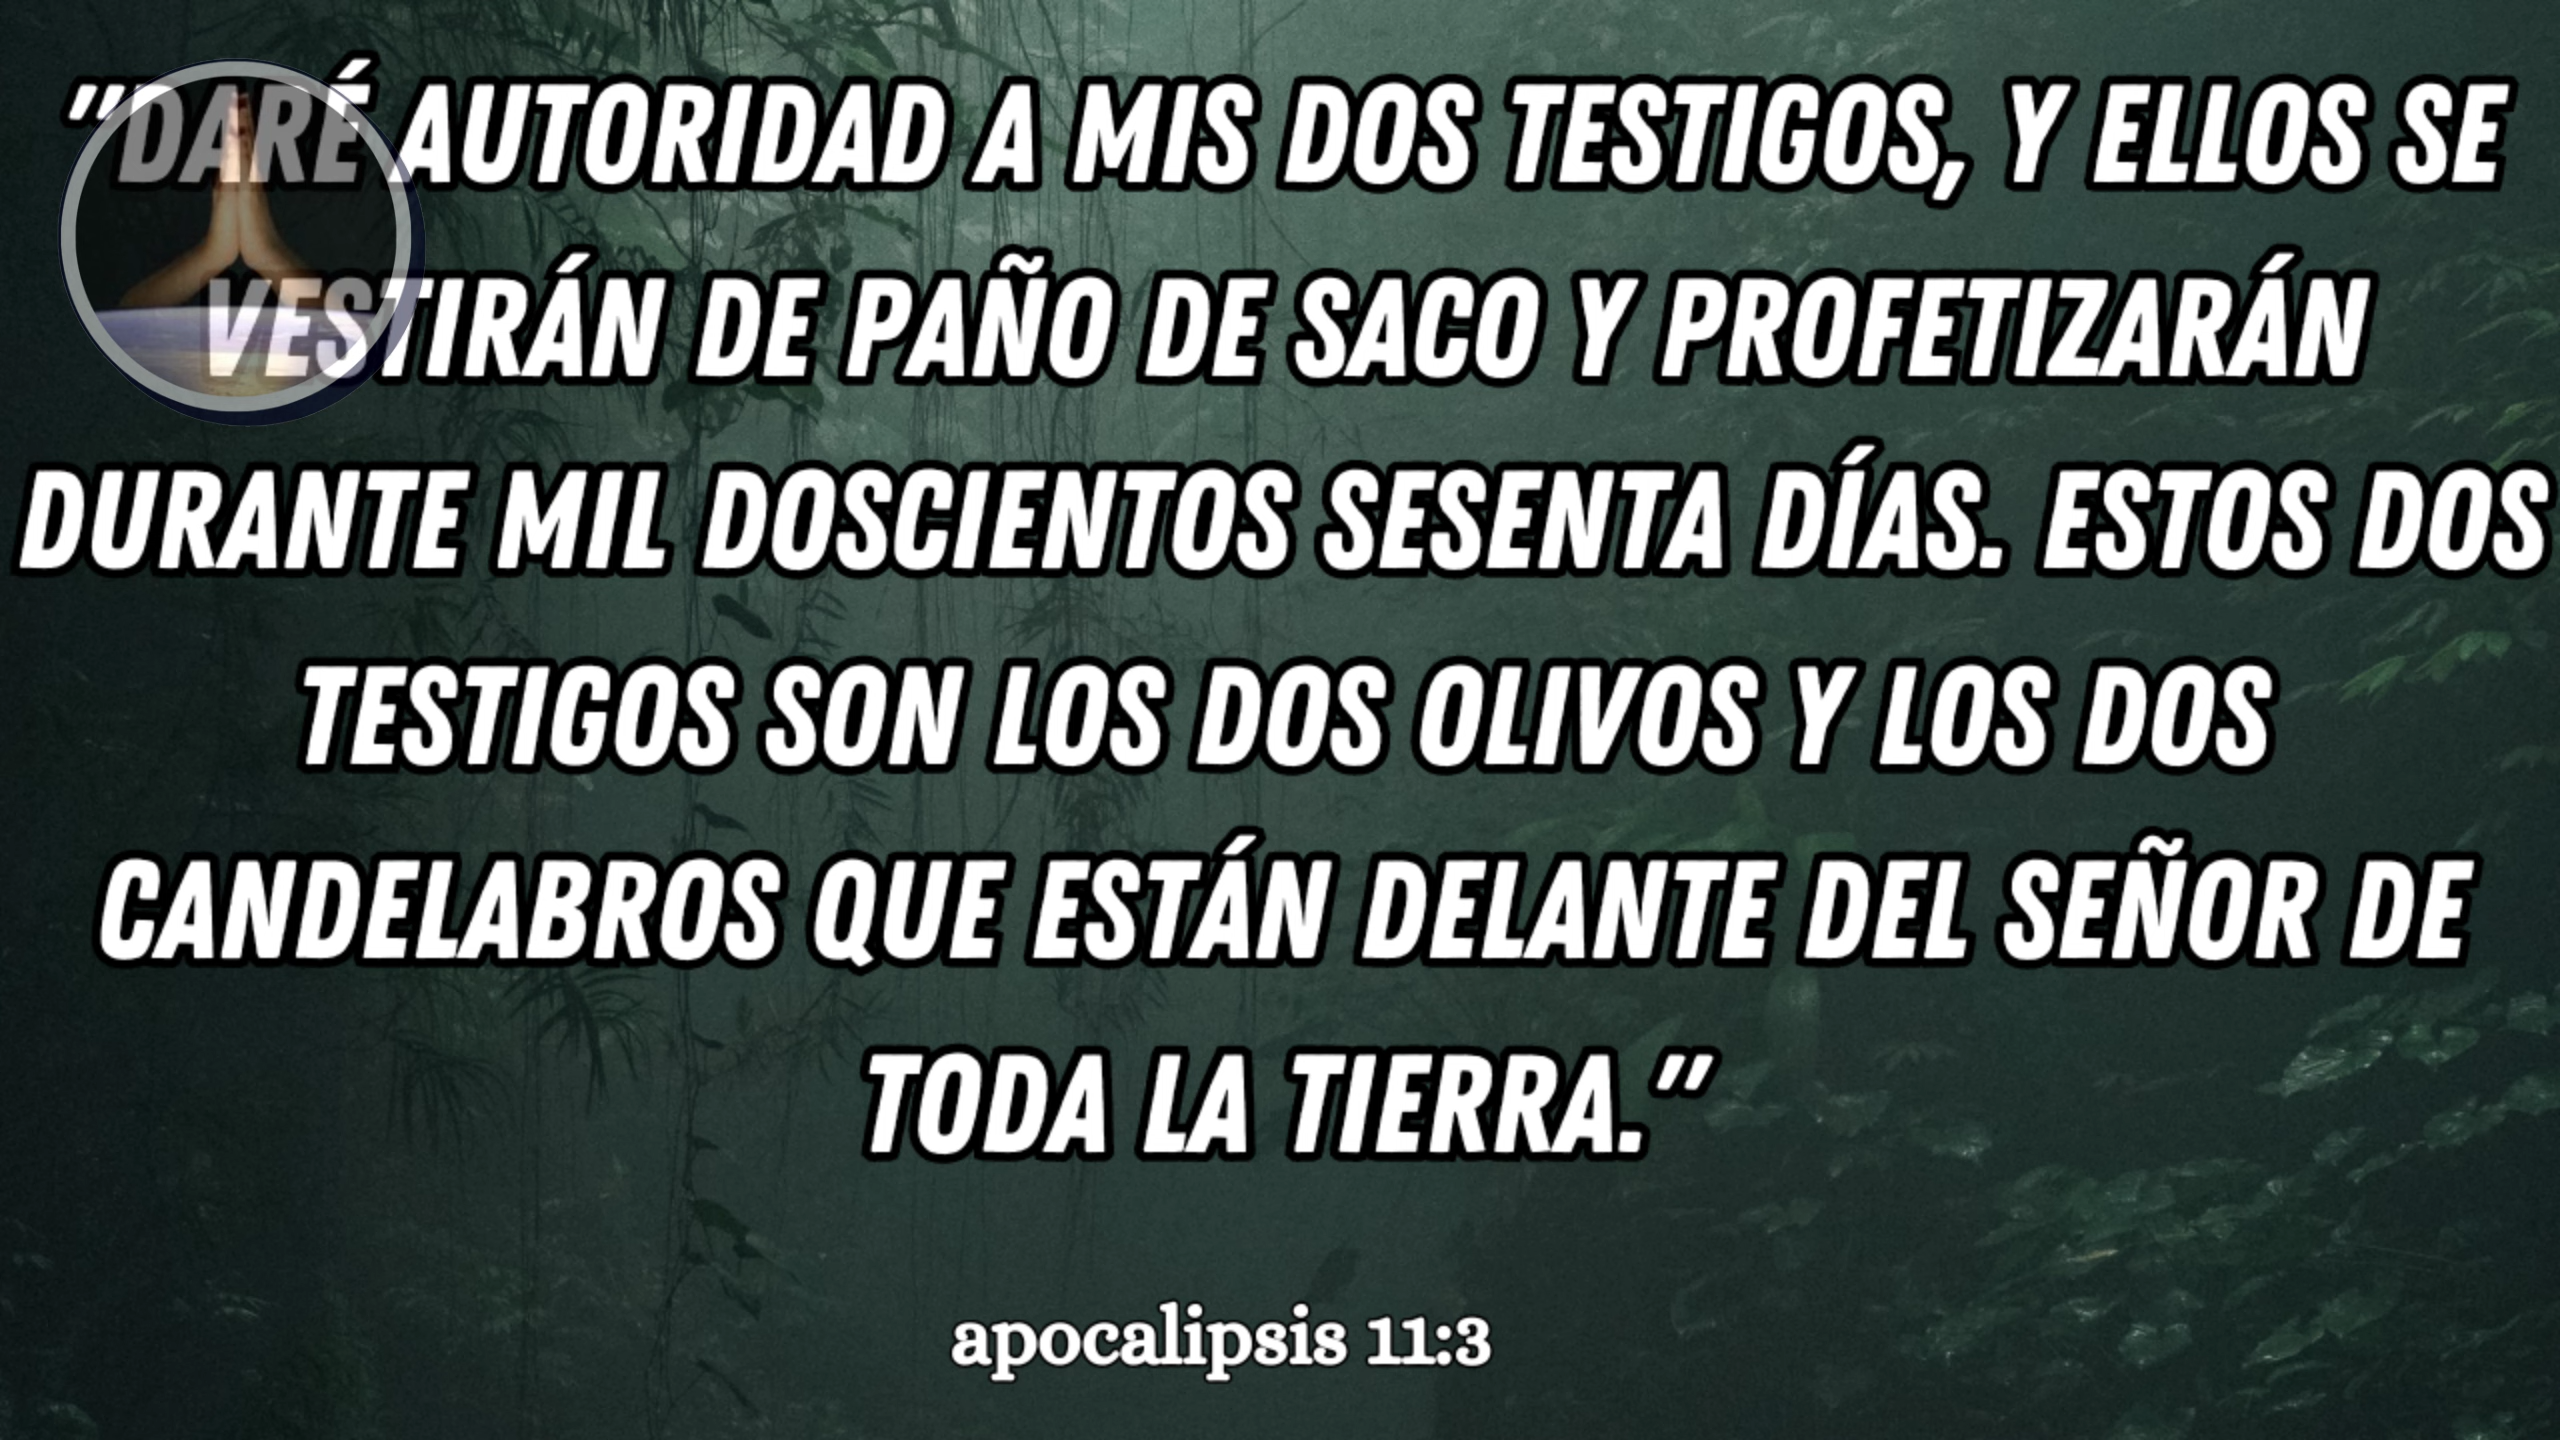 "DARÉ AUTORIDAD A MIS DOS TESTIGOS, Y ELLOS SE
VESTIRÁN DE PAÑO DE SACO Y PROFETIZARÁN
DURANTE MIL DOSCIENTOS SESENTA DÍAS. ESTOS DOS
TESTIGOS SON LOS DOS OLIVOS Y LOS DOS
CANDELABROS QUE ESTÁN DELANTE DEL SEÑOR DE
TODA LA TIERRA."
apocalipsis 11:3